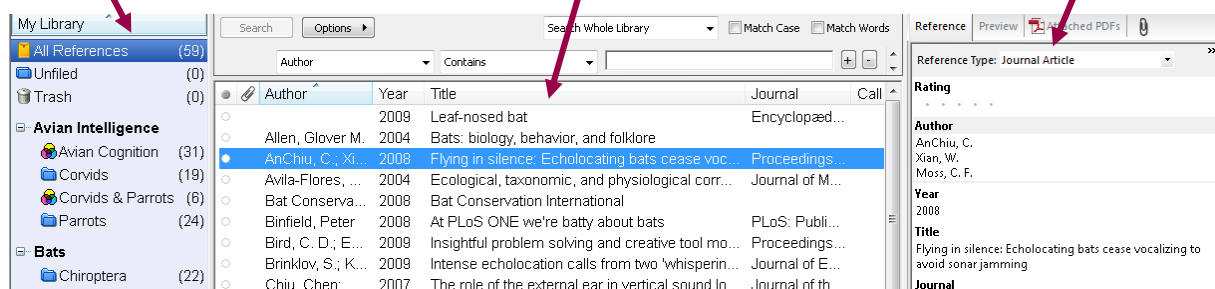 My Library
All References (59)
Unfiled (0)
Trash (0)
Avian Intelligence
Avian Cognition (31)
Corvids (19)
Corvids & Parrots (6)
Parrots (24)
Bats
Chiroptera (22)
Search Options Search Whole Library Match Case Match Words
Author Contains + -
Author Year Title Journal Call
2009 Leaf-nosed bat Encyclopæd...
Allen, Glover M. 2004 Bats: biology, behavior, and folklore
AnChiu, C.; Xi... 2008 Flying in silence: Echolocating bats cease voc... Proceedings...
Avila-Flores, ... 2004 Ecological, taxonomic, and physiological corr... Journal of M...
Bat Conserva... 2008 Bat Conservation International
Binfield, Peter 2008 At PLoS ONE we're batty about bats PLoS: Publi...
Bird, C. D.; E... 2009 Insightful problem solving and creative tool mo... Proceedings...
Brinklov, S.; K... 2009 Intense echolocation calls from two 'whisperin... Journal of E...
Chiu, Chen; 2007 The role of the external ear in vertical sound lo Journal of th
Reference Preview Attached PDFs
»
Reference Type: Journal Article
Rating
Author
AnChiu, C.
Xian, W.
Moss, C. F.
Year
2008
Title
Flying in silence: Echolocating bats cease vocalizing to
avoid sonar jamming
Journal